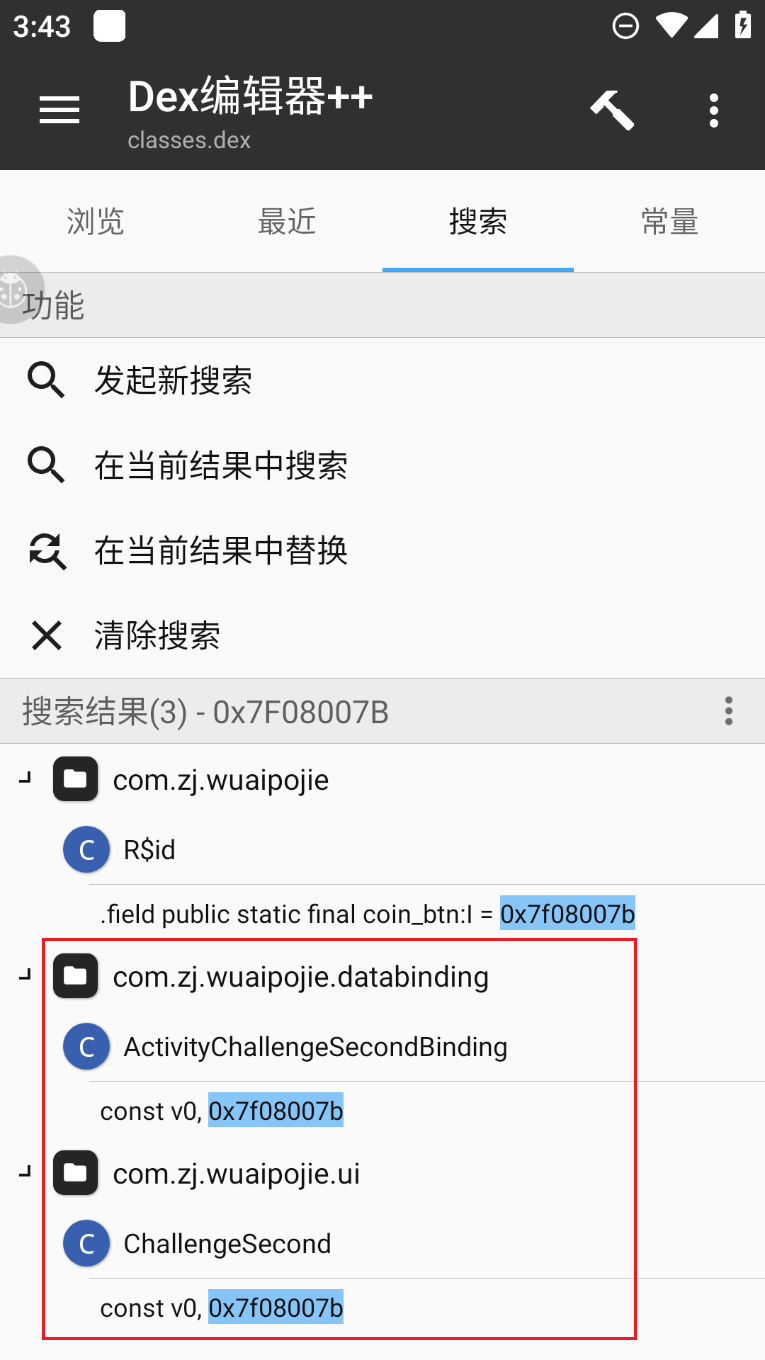 3:43
Dex编辑器++
classes.dex
浏览 最近 搜索 常量
功能
发起新搜索
在当前结果中搜索
在当前结果中替换
清除搜索
搜索结果(3) - 0x7F08007B
com.zj.wuaipojie
C R$id
.field public static final coin_btn:I = 0x7f08007b
com.zj.wuaipojie.databinding
C ActivityChallengeSecondBinding
const v0, 0x7f08007b
com.zj.wuaipojie.ui
C ChallengeSecond
const v0, 0x7f08007b